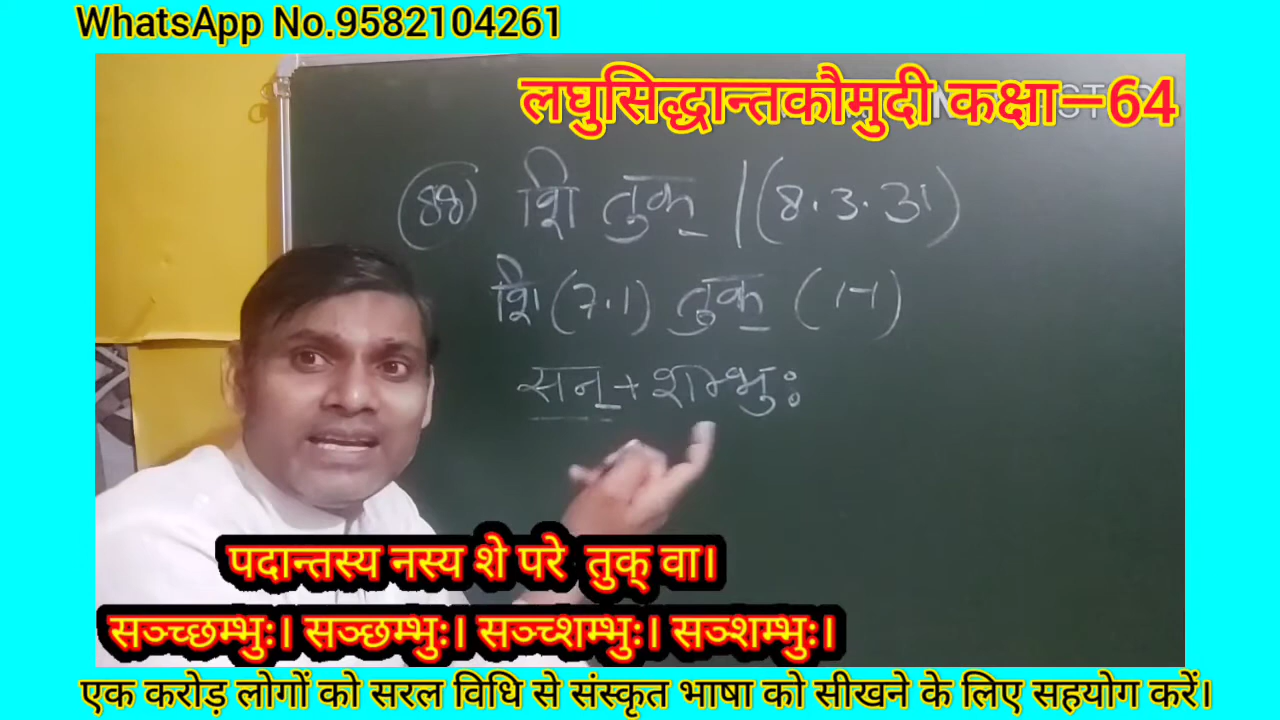 WhatsApp No.9582104261
लघुसिद्धान्तकौमुदी कक्षा—64
शि तुक् | (8.3.31)
शि (7.1) तुक् (1-1)
सन् + शम्भुः
पदान्तस्य नस्य शे परे तुक् वा।
सञ्च्छम्भुः। सञ्छम्भुः। सञ्च्शम्भुः। सञ्शम्भुः।
एक करोड़ लोगों को सरल विधि से संस्कृत भाषा को सीखने के लिए सहयोग करें।